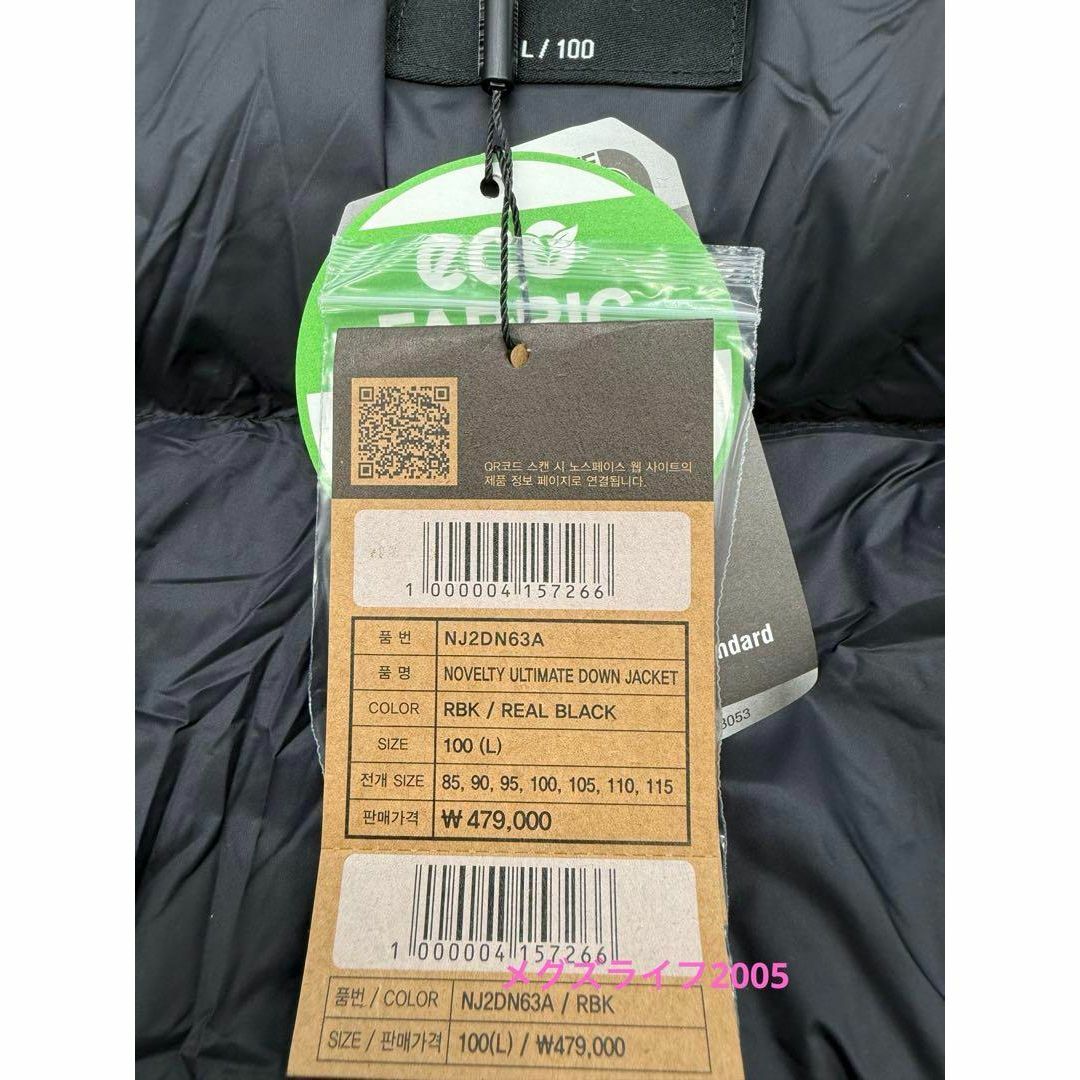 L / 100
eco
FABRIC
QR코드 스캔 시 노스페이스 웹 사이트의
제품 정보 페이지로 연결됩니다.
1 000004 157266
품 번 NJ2DN63A
품 명 NOVELTY ULTIMATE DOWN JACKET
COLOR RBK / REAL BLACK
SIZE 100 (L)
전개 SIZE 85, 90, 95, 100, 105, 110, 115
판매가격 ₩ 479,000
ndard
3053
1 000004 157266
メグスライフ2005
품번 / COLOR NJ2DN63A / RBK
SIZE / 판매가격 100(L) / ₩479,000